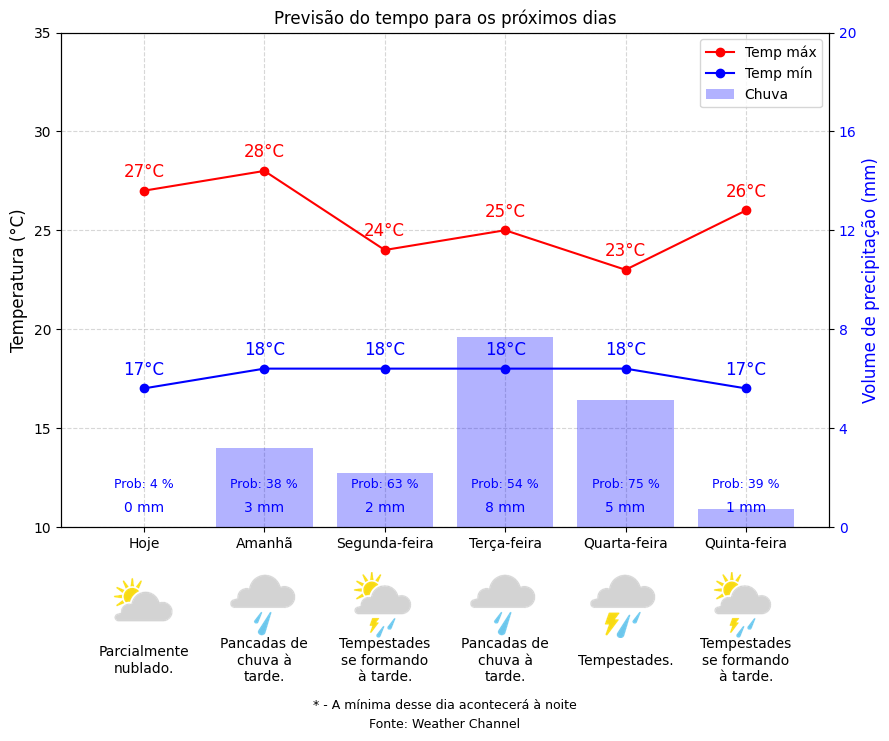 Previsão do tempo para os próximos dias
Temperatura (°C)
35
30
25
20
15
10
Volume de precipitação (mm)
20
16
12
8
4
0
Temp máx
Temp mín
Chuva
27°C
28°C
24°C
25°C
23°C
26°C
17°C
18°C
18°C
18°C
18°C
17°C
Prob: 4 %
Prob: 38 %
Prob: 63 %
Prob: 54 %
Prob: 75 %
Prob: 39 %
0 mm
3 mm
2 mm
8 mm
5 mm
1 mm
Hoje
Amanhã
Segunda-feira
Terça-feira
Quarta-feira
Quinta-feira
Parcialmente
nublado.
Pancadas de
chuva à
tarde.
Tempestades
se formando
à tarde.
Pancadas de
chuva à
tarde.
Tempestades.
Tempestades
se formando
à tarde.
* - A mínima desse dia acontecerá à noite
Fonte: Weather Channel